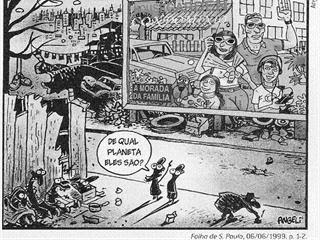 A MORADA
DA FAMÍLIA
DE QUAL
PLANETA
ELES SÃO?
ANGELI
Folha de S. Paulo, 06/06/1999. p. 1-2.